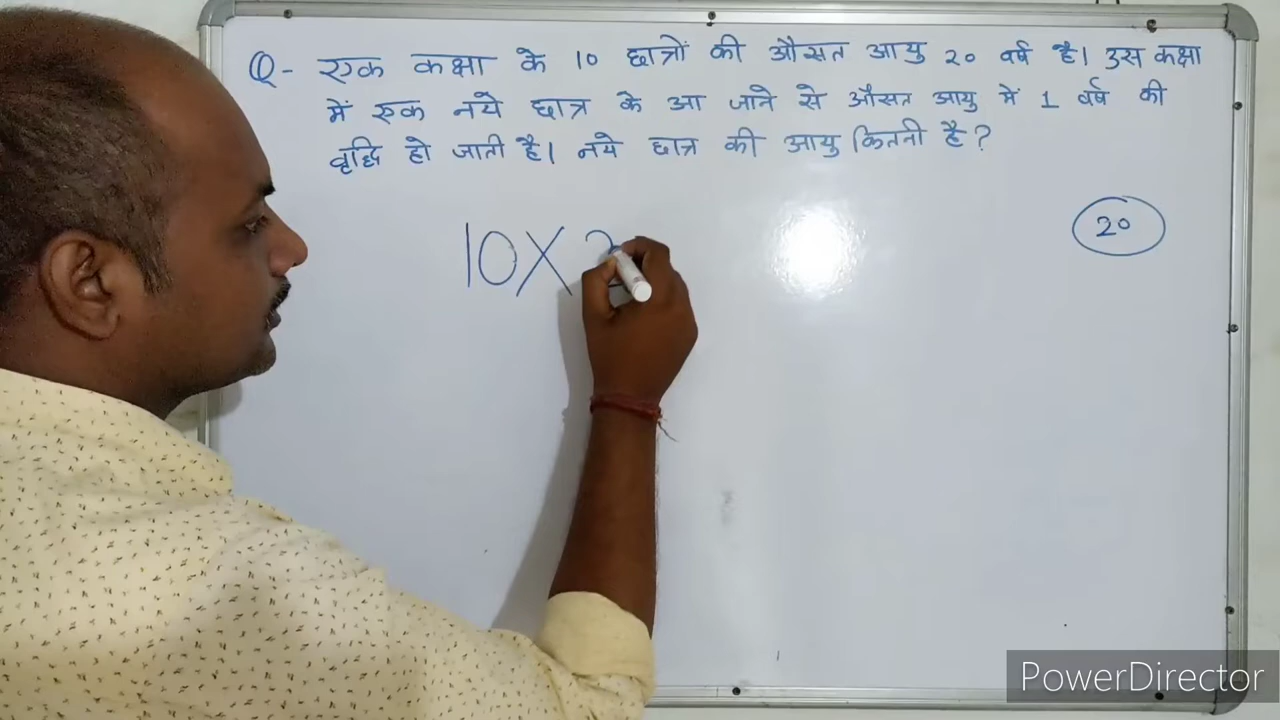 Q- एक कक्षा के 10 छात्रों की औसत आयु 20 वर्ष है। उस कक्षा
में एक नये छात्र के आ जाने से औसत आयु में 1 वर्ष की
वृद्धि हो जाती है। नये छात्र की आयु कितनी है?
20
10X2
PowerDirector